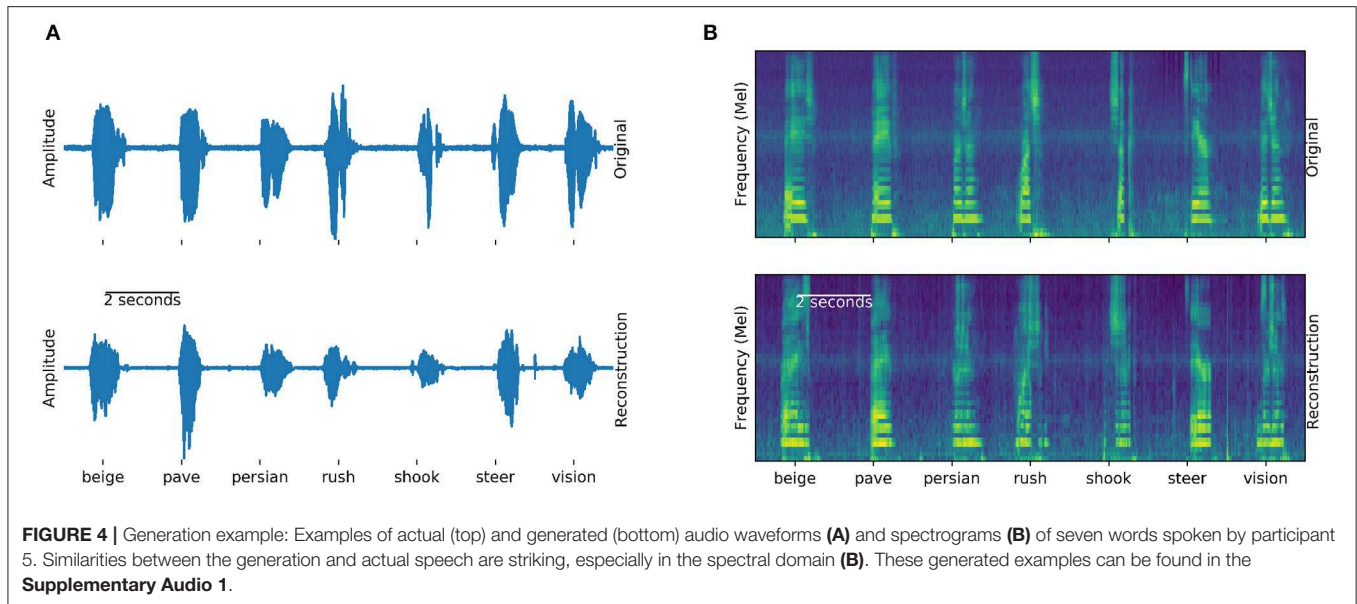 A
B
Amplitude
Original
Frequency (Mel)
Original
2 seconds
2 seconds
Amplitude
Reconstruction
Frequency (Mel)
Reconstruction
beige pave persian rush shook steer vision
beige pave persian rush shook steer vision
FIGURE 4 | Generation example: Examples of actual (top) and generated (bottom) audio waveforms (A) and spectrograms (B) of seven words spoken by participant
5. Similarities between the generation and actual speech are striking, especially in the spectral domain (B). These generated examples can be found in the
Supplementary Audio 1.